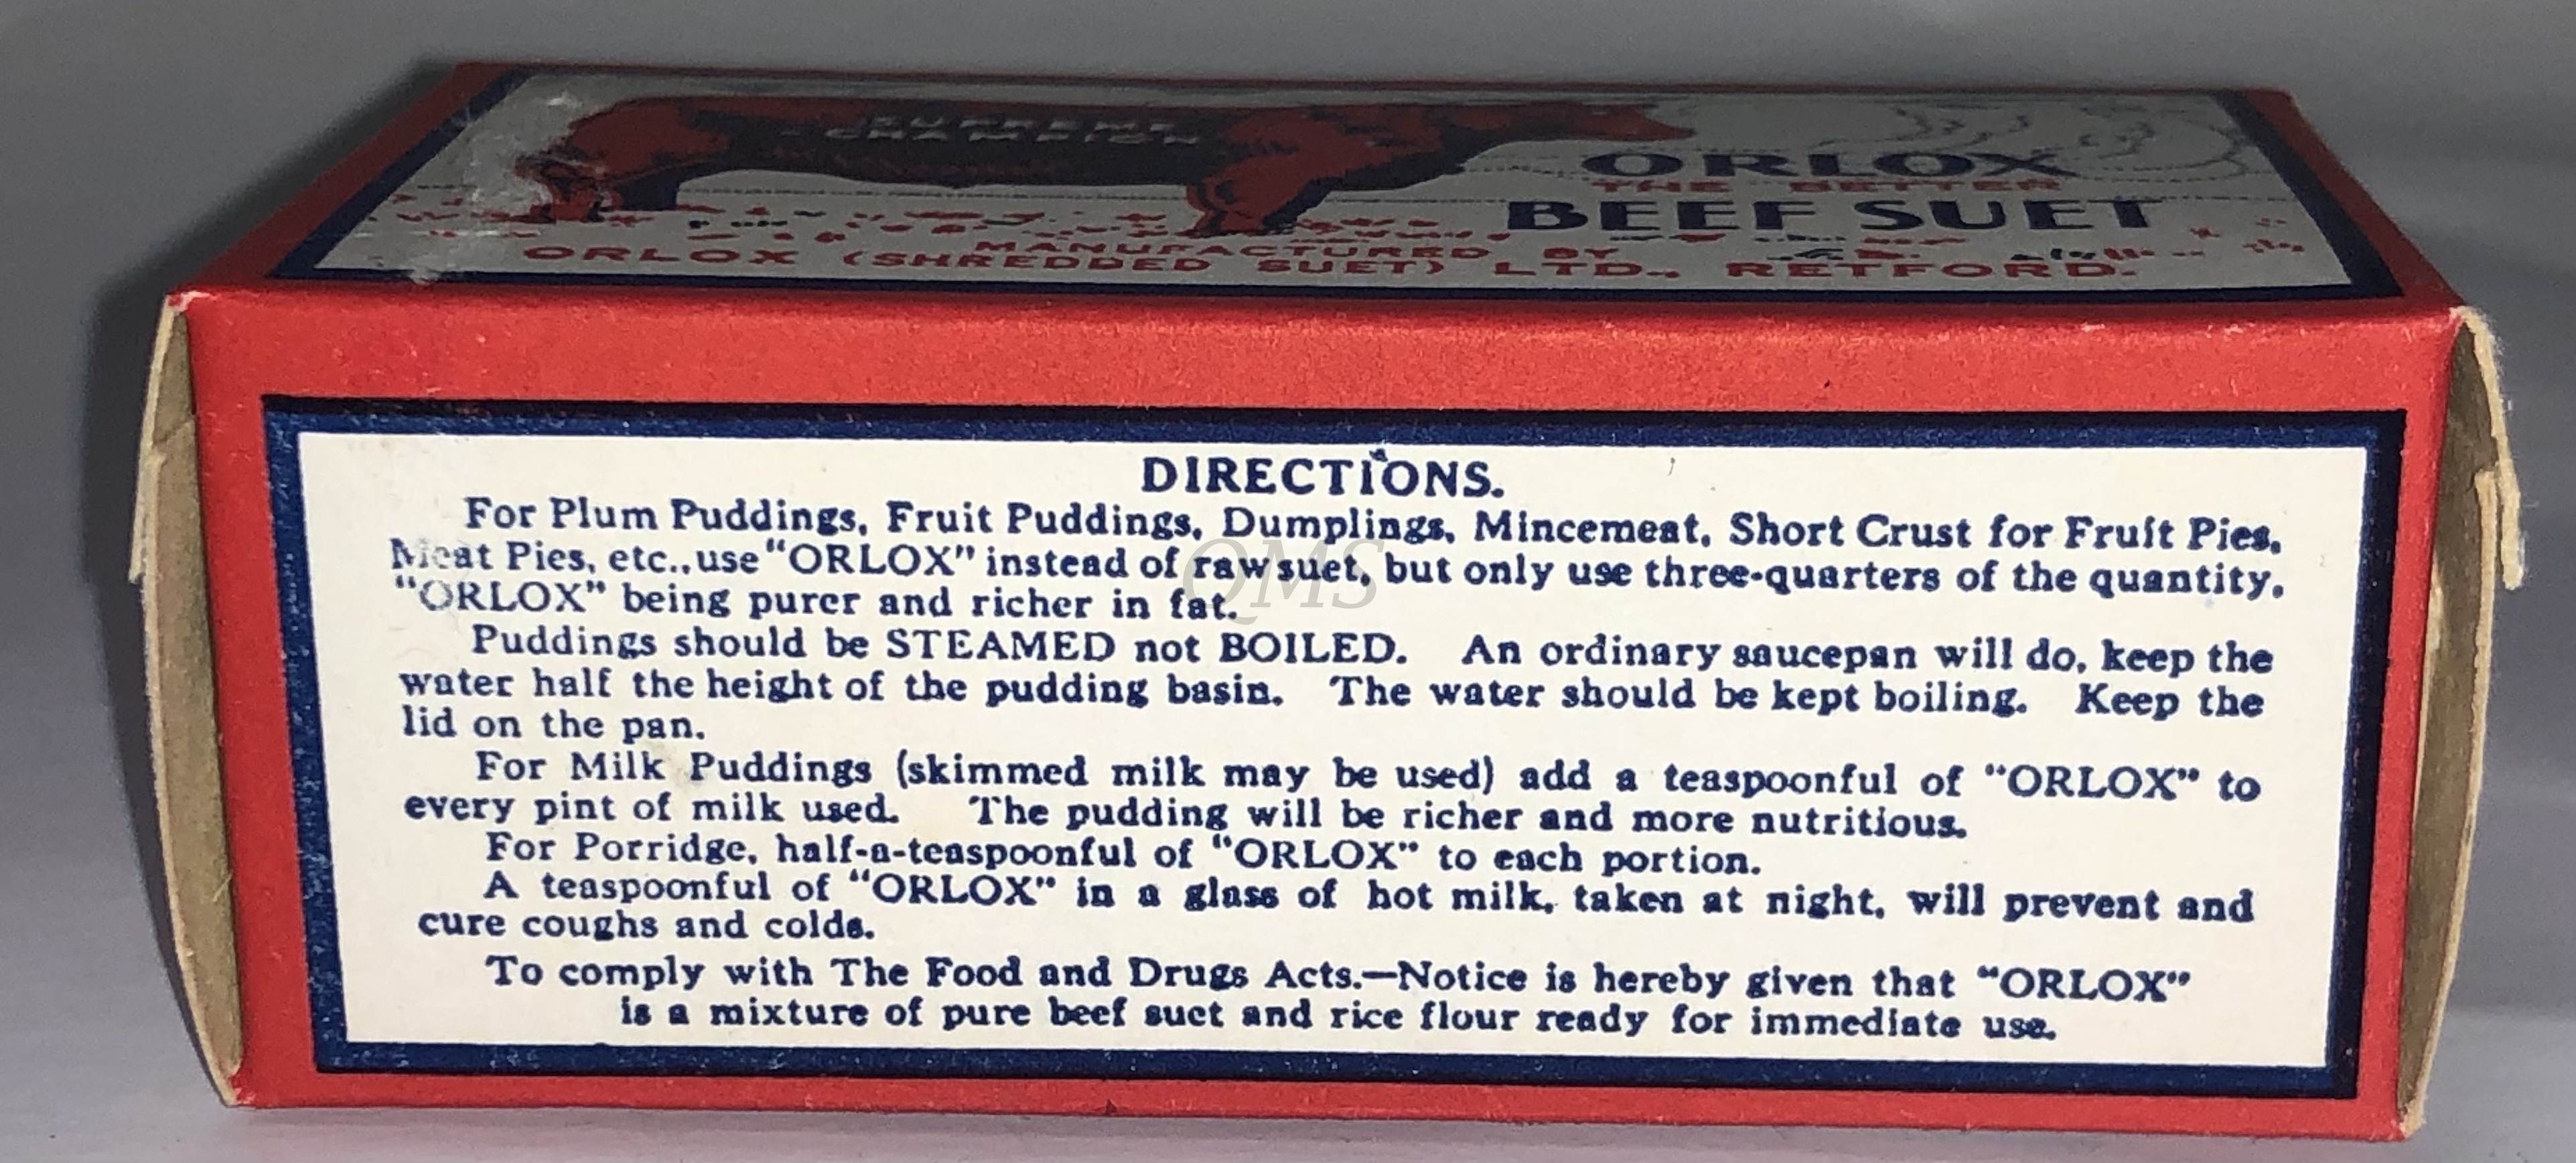 SUPREME
CHAMPION
ORLOX
THE BETTER
BEEF SUET
MANUFACTURED BY
ORLOX (SHREDDED SUET) LTD., RETFORD.
DIRECTIONS.
For Plum Puddings, Fruit Puddings, Dumplings, Mincemeat, Short Crust for Fruit Pies,
Meat Pies, etc., use "ORLOX" instead of raw suet, but only use three-quarters of the quantity,
"ORLOX" being purer and richer in fat.
Puddings should be STEAMED not BOILED. An ordinary saucepan will do, keep the
water half the height of the pudding basin. The water should be kept boiling. Keep the
lid on the pan.
For Milk Puddings (skimmed milk may be used) add a teaspoonful of "ORLOX" to
every pint of milk used. The pudding will be richer and more nutritious.
For Porridge, half-a-teaspoonful of "ORLOX" to each portion.
A teaspoonful of "ORLOX" in a glass of hot milk, taken at night, will prevent and
cure coughs and colds.
To comply with The Food and Drugs Acts.—Notice is hereby given that "ORLOX"
is a mixture of pure beef suet and rice flour ready for immediate use.
QMS